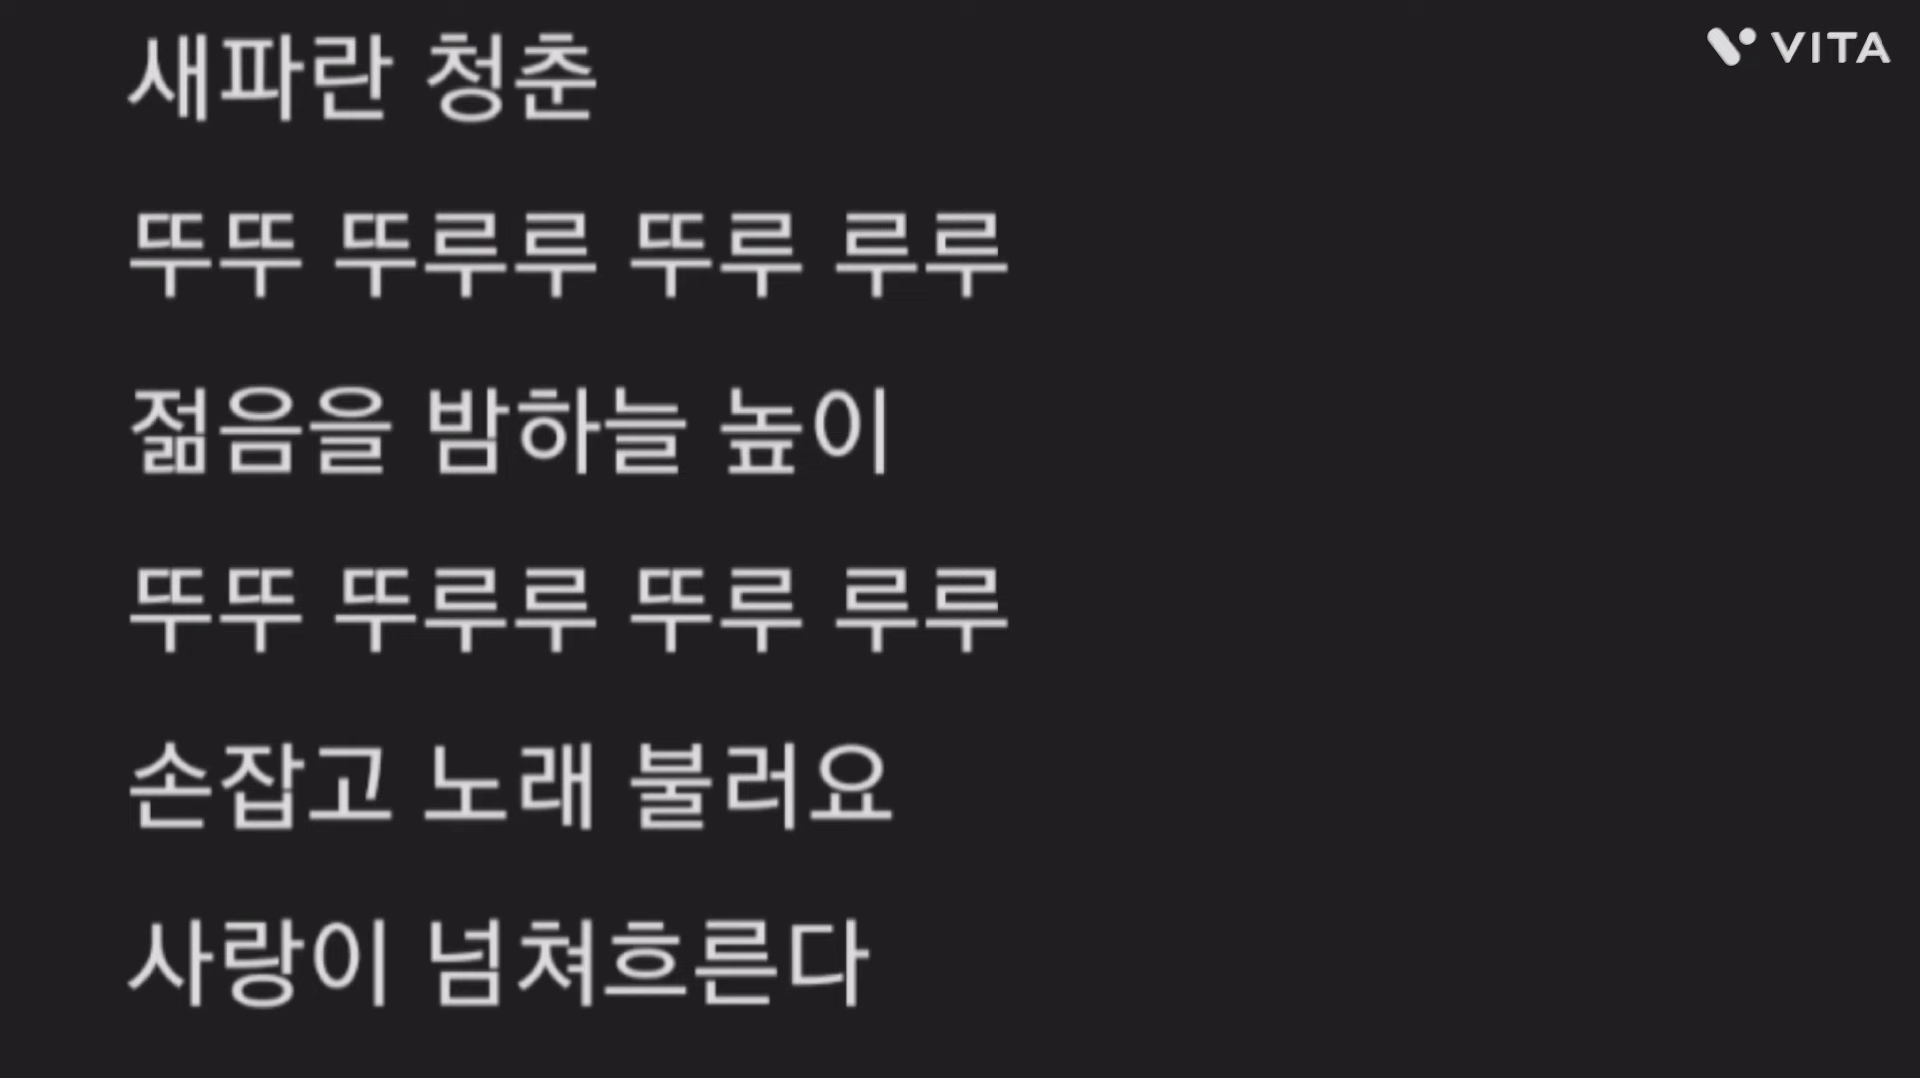 새파란 청춘
VITA
뚜뚜 뚜루루 뚜루 루루
젊음을 밤하늘 높이
뚜뚜 뚜루루 뚜루 루루
손잡고 노래 불러요
사랑이 넘쳐흐른다